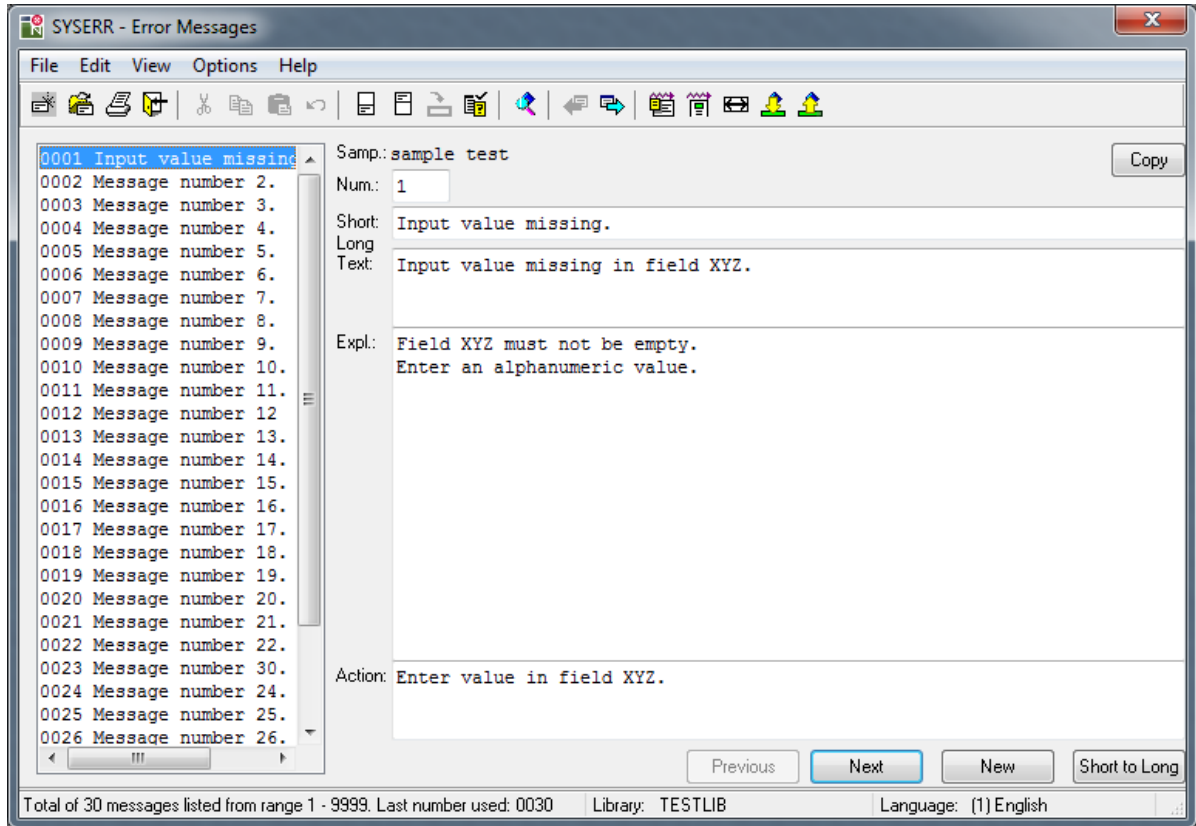 SYSERR - Error Messages
File Edit View Options Help
0001 Input value missing
0002 Message number 2.
0003 Message number 3.
0004 Message number 4.
0005 Message number 5.
0006 Message number 6.
0007 Message number 7.
0008 Message number 8.
0009 Message number 9.
0010 Message number 10.
0011 Message number 11.
0012 Message number 12
0013 Message number 13.
0014 Message number 14.
0015 Message number 15.
0016 Message number 16.
0017 Message number 17.
0018 Message number 18.
0019 Message number 19.
0020 Message number 20.
0021 Message number 21.
0022 Message number 22.
0023 Message number 30.
0024 Message number 24.
0025 Message number 25.
0026 Message number 26.
Samp.: sample test
Copy
Num.: 1
Short: Input value missing.
Long
Text: Input value missing in field XYZ.
Expl.: Field XYZ must not be empty.
Enter an alphanumeric value.
Action: Enter value in field XYZ.
Previous Next New Short to Long
Total of 30 messages listed from range 1 - 9999. Last number used: 0030 Library: TESTLIB Language: (1) English